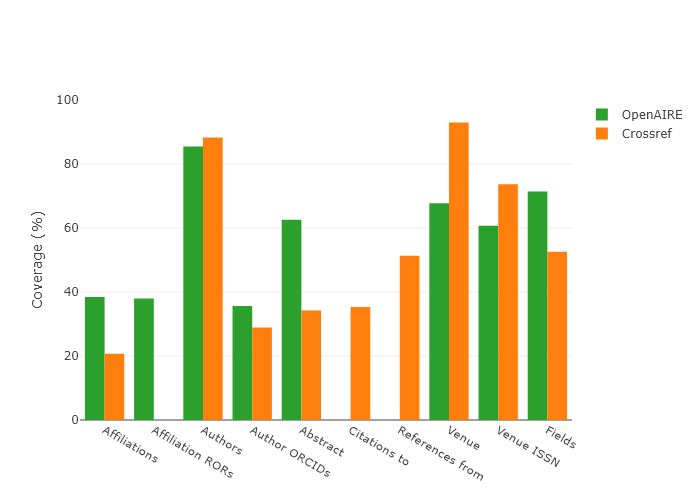 OpenAIRE
Crossref
Coverage (%)
100
80
60
40
20
0
Affiliations
Affiliation RORs
Authors
Author ORCIDs
Abstract
Citations to
References from
Venue
Venue ISSN
Fields